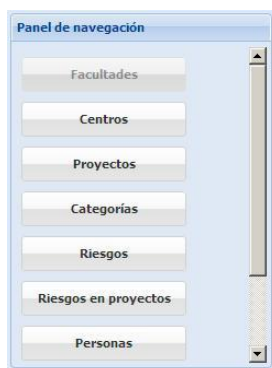 Panel de navegación
Facultades
Centros
Proyectos
Categorías
Riesgos
Riesgos en proyectos
Personas